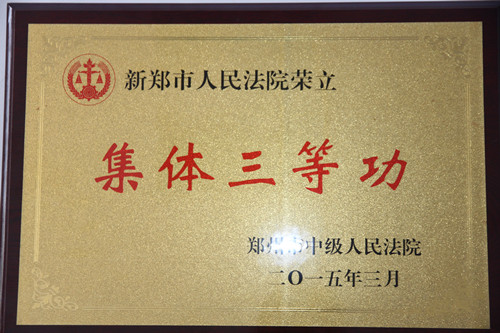 新郑市人民法院荣立
集体三等功
郑州市中级人民法院
二〇一五年三月